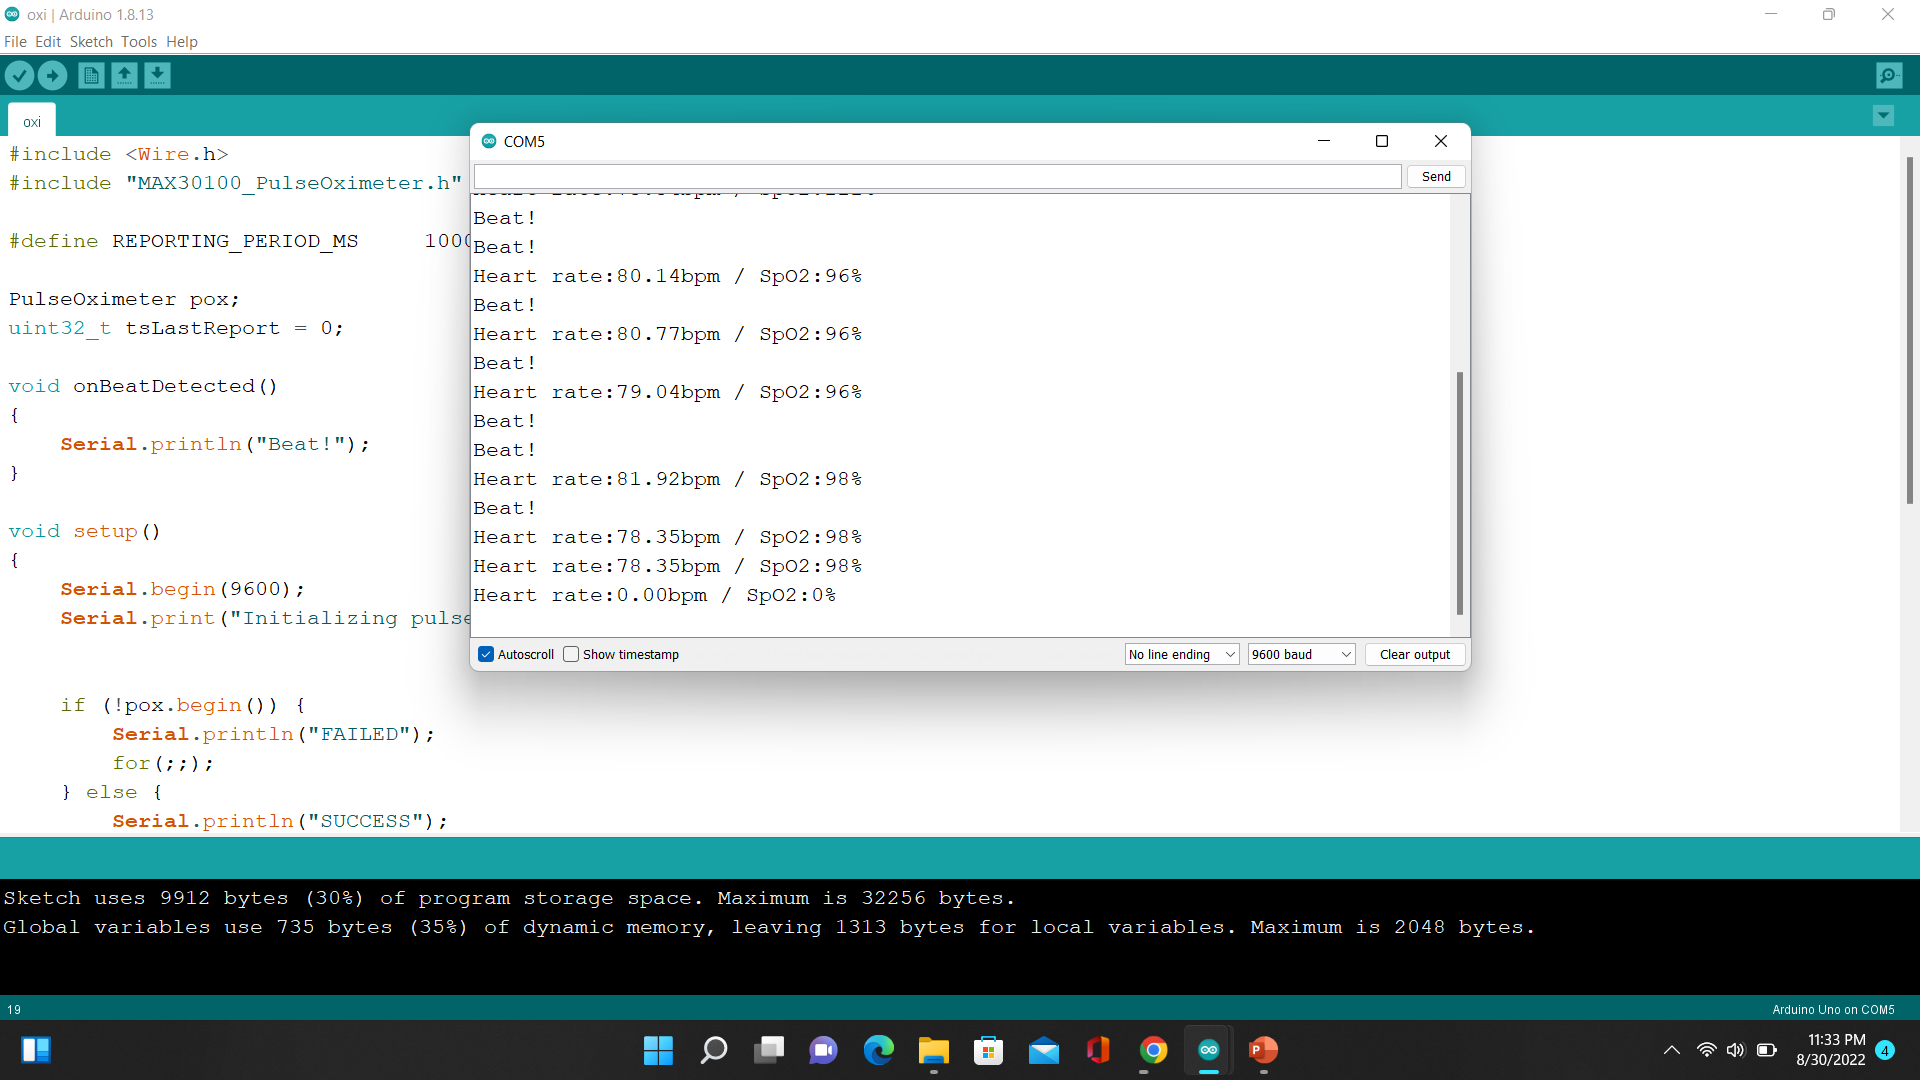 oxi | Arduino 1.8.13
File Edit Sketch Tools Help
oxi
#include <Wire.h>
#include "MAX30100_PulseOximeter.h"
#define REPORTING_PERIOD_MS 1000
PulseOximeter pox;
uint32_t tsLastReport = 0;
void onBeatDetected()
{
Serial.println("Beat!");
}
void setup()
{
Serial.begin(9600);
Serial.print("Initializing pulse
if (!pox.begin()) {
Serial.println("FAILED");
for(;;);
} else {
Serial.println("SUCCESS");
COM5
Send
Beat!
Beat!
Heart rate:80.14bpm / SpO2:96%
Beat!
Heart rate:80.77bpm / SpO2:96%
Beat!
Heart rate:79.04bpm / SpO2:96%
Beat!
Beat!
Heart rate:81.92bpm / SpO2:98%
Beat!
Heart rate:78.35bpm / SpO2:98%
Heart rate:78.35bpm / SpO2:98%
Heart rate:0.00bpm / SpO2:0%
Autoscroll Show timestamp No line ending 9600 baud Clear output
Sketch uses 9912 bytes (30%) of program storage space. Maximum is 32256 bytes.
Global variables use 735 bytes (35%) of dynamic memory, leaving 1313 bytes for local variables. Maximum is 2048 bytes.
19 Arduino Uno on COM5
11:33 PM
8/30/2022 4